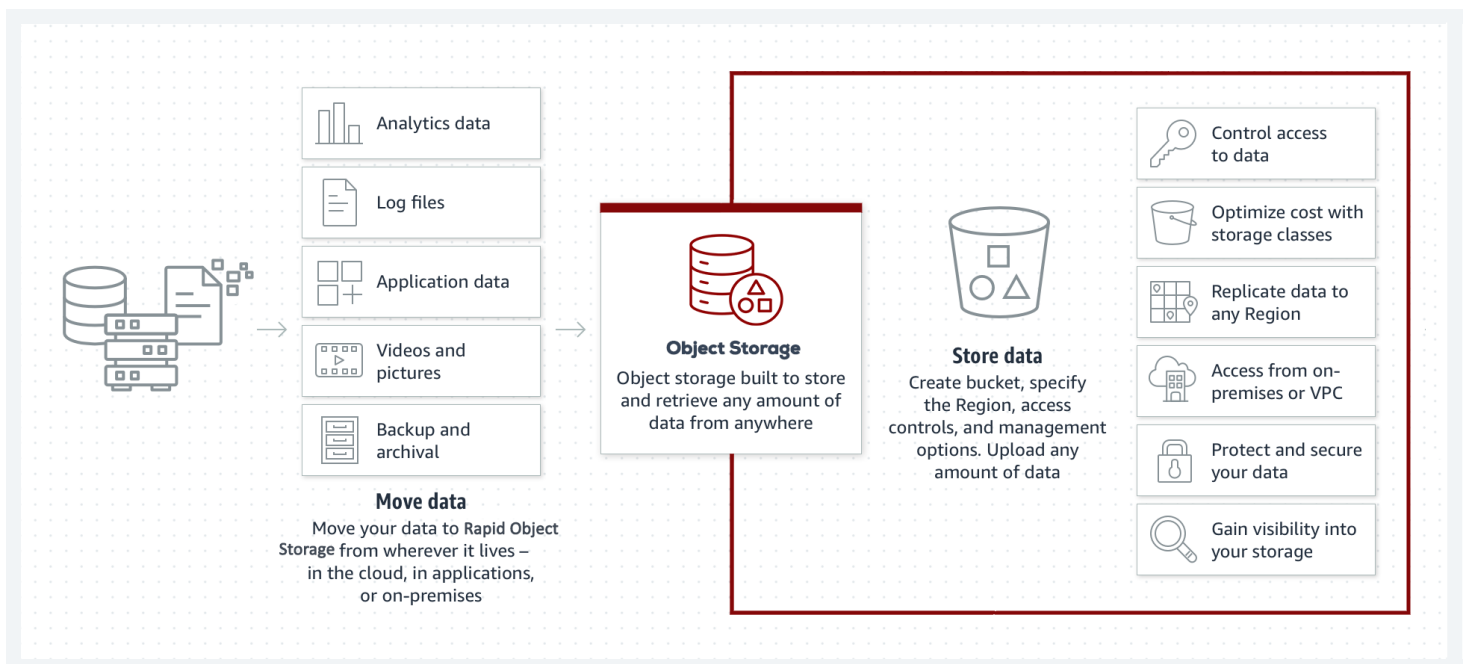 Analytics data
Log files
Application data
Videos and
pictures
Backup and
archival
Move data
Move your data to Rapid Object
Storage from wherever it lives –
in the cloud, in applications,
or on-premises
Object Storage
Object storage built to store
and retrieve any amount of
data from anywhere
Store data
Create bucket, specify
the Region, access
controls, and management
options. Upload any
amount of data
Control access
to data
Optimize cost with
storage classes
Replicate data to
any Region
Access from on-
premises or VPC
Protect and secure
your data
Gain visibility into
your storage